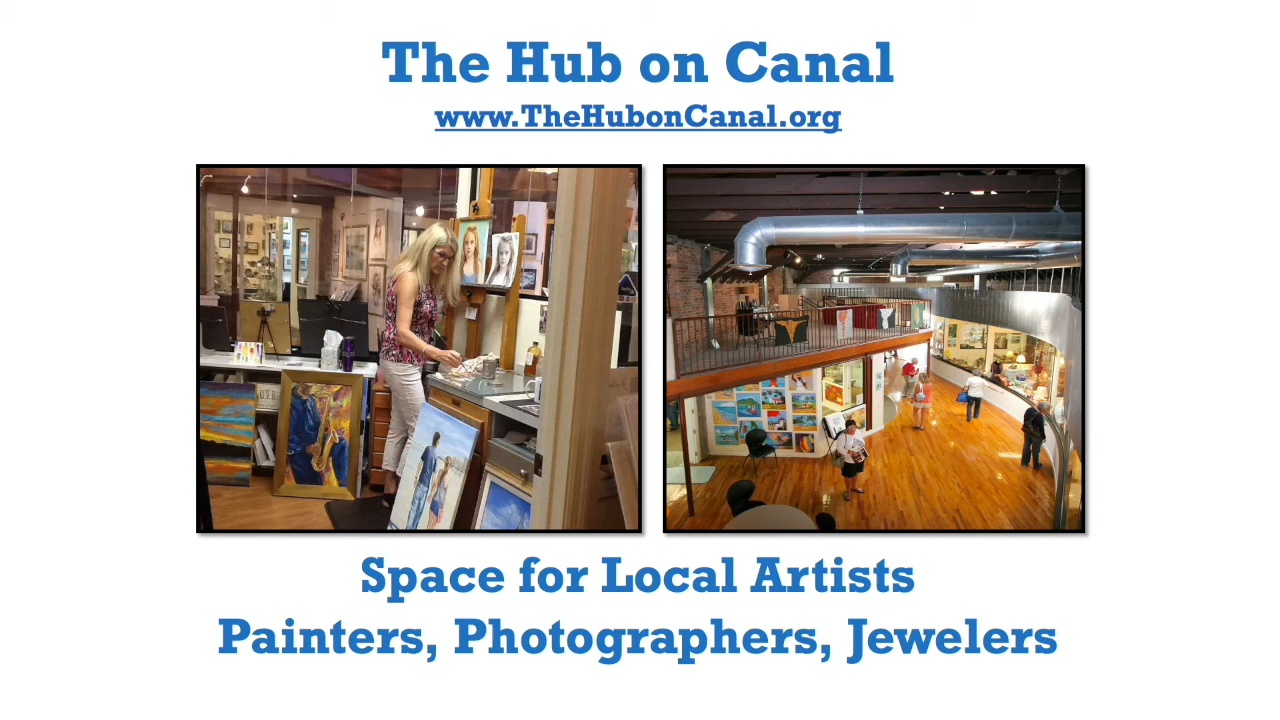 The Hub on Canal
www.TheHubonCanal.org
Space for Local Artists
Painters, Photographers, Jewelers